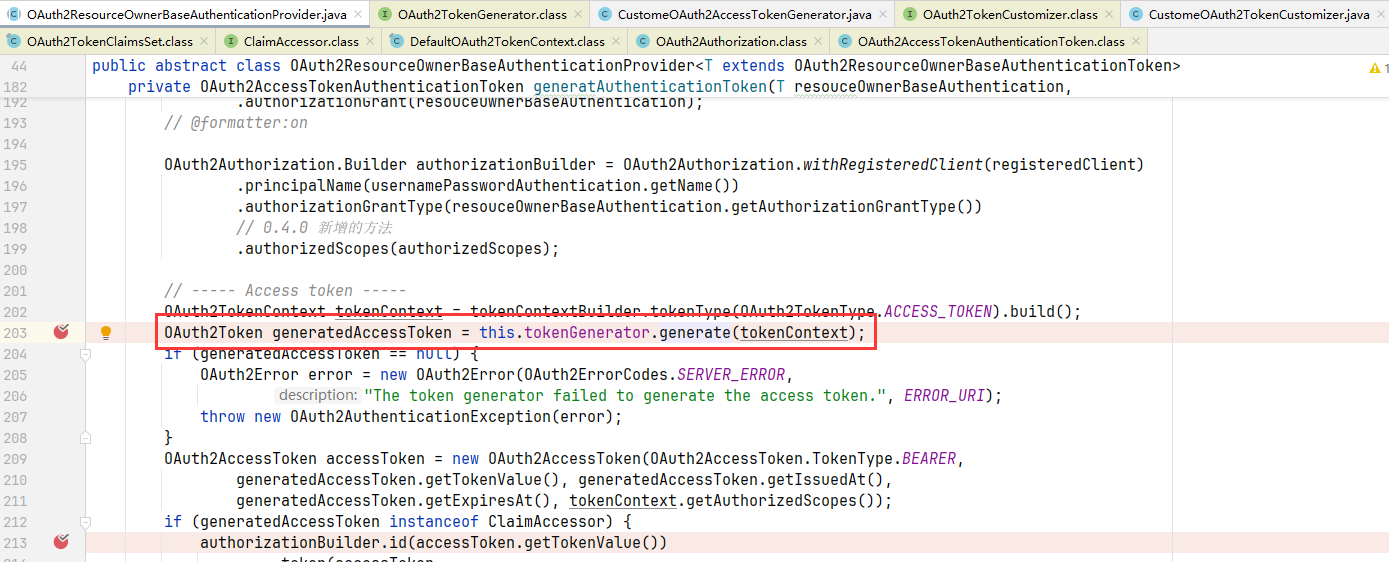 OAuth2ResourceOwnerBaseAuthenticationProvider.java OAuth2TokenGenerator.class CustomeOAuth2AccessTokenGenerator.java OAuth2TokenCustomizer.class CustomeOAuth2TokenCustomizer.java
OAuth2TokenClaimsSet.class ClaimAccessor.class DefaultOAuth2TokenContext.class OAuth2Authorization.class OAuth2AccessTokenAuthenticationToken.class
44 public abstract class OAuth2ResourceOwnerBaseAuthenticationProvider<T extends OAuth2ResourceOwnerBaseAuthenticationToken> 1
182 private OAuth2AccessTokenAuthenticationToken generatAuthenticationToken(T resouceOwnerBaseAuthentication,
192 .authorizationGrant(resouceOwnerBaseAuthentication);
193 // @formatter:on
194
195 OAuth2Authorization.Builder authorizationBuilder = OAuth2Authorization.withRegisteredClient(registeredClient)
196 .principalName(usernamePasswordAuthentication.getName())
197 .authorizationGrantType(resouceOwnerBaseAuthentication.getAuthorizationGrantType())
198 // 0.4.0 新增的方法
199 .authorizedScopes(authorizedScopes);
200
201 // ----- Access token -----
202 OAuth2TokenContext tokenContext = tokenContextBuilder.tokenType(OAuth2TokenType.ACCESS_TOKEN).build();
203 OAuth2Token generatedAccessToken = this.tokenGenerator.generate(tokenContext);
204 if (generatedAccessToken == null) {
205 OAuth2Error error = new OAuth2Error(OAuth2ErrorCodes.SERVER_ERROR,
206 description: "The token generator failed to generate the access token.", ERROR_URI);
207 throw new OAuth2AuthenticationException(error);
208 }
209 OAuth2AccessToken accessToken = new OAuth2AccessToken(OAuth2AccessToken.TokenType.BEARER,
210 generatedAccessToken.getTokenValue(), generatedAccessToken.getIssuedAt(),
211 generatedAccessToken.getExpiresAt(), tokenContext.getAuthorizedScopes());
212 if (generatedAccessToken instanceof ClaimAccessor) {
213 authorizationBuilder.id(accessToken.getTokenValue())
214 .token(accessToken,